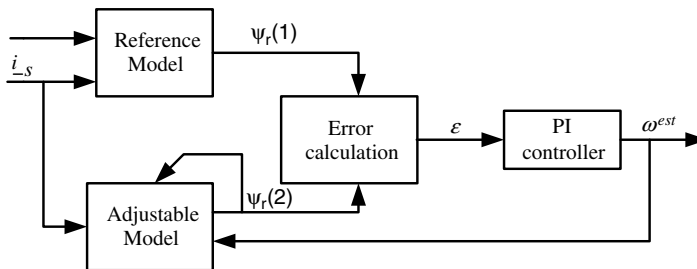 Reference
Model
ψr(1)
i_s
Error
calculation
ε
PI
controller
ω^est
Adjustable
Model
ψr(2)